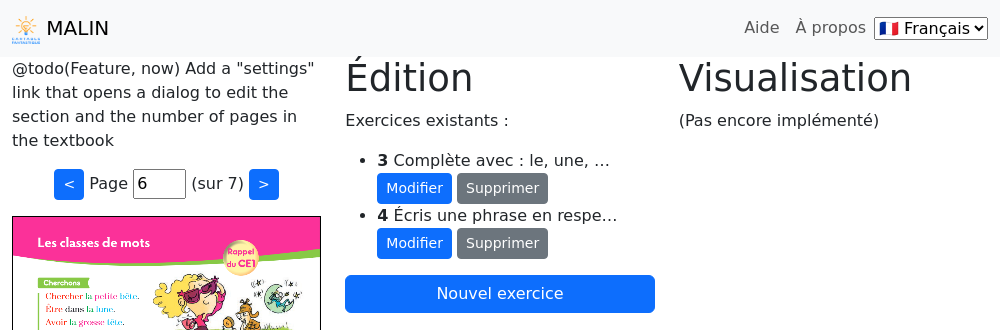 MALIN
Aide À propos 🇫🇷 Français
@todo(Feature, now) Add a "settings"
link that opens a dialog to edit the
section and the number of pages in
the textbook
< Page 6 (sur 7) >
Les classes de mots
Rappel
du CE1
Cherchons
Chercher la petite bête.
Être dans la lune.
Avoir la grosse tête.
Édition
Exercices existants :
3 Complète avec : le, une, …
Modifier Supprimer
4 Écris une phrase en respe…
Modifier Supprimer
Nouvel exercice
Visualisation
(Pas encore implémenté)